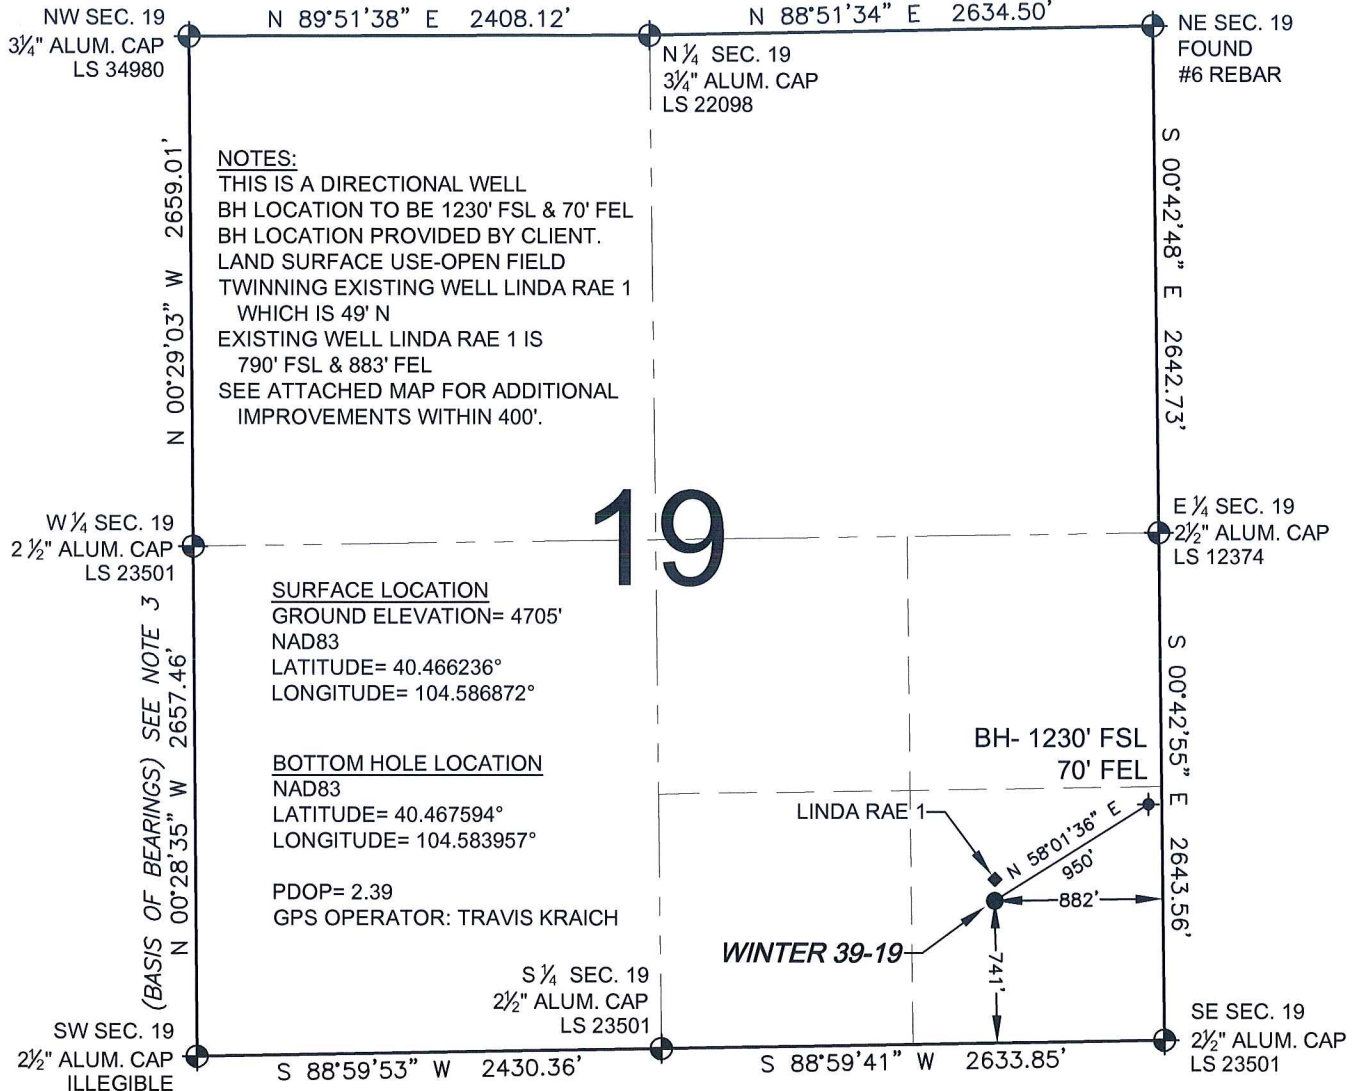 NW SEC. 19
3¼" ALUM. CAP
LS 34980
N 89°51'38" E 2408.12'
N 88°51'34" E 2634.50'
NE SEC. 19
FOUND
#6 REBAR
N ¼ SEC. 19
3¼" ALUM. CAP
LS 22098
N 00°29'03" W 2659.01'
S 00°42'48" E 2642.73'
NOTES:
THIS IS A DIRECTIONAL WELL
BH LOCATION TO BE 1230' FSL & 70' FEL
BH LOCATION PROVIDED BY CLIENT.
LAND SURFACE USE-OPEN FIELD
TWINNING EXISTING WELL LINDA RAE 1
WHICH IS 49' N
EXISTING WELL LINDA RAE 1 IS
790' FSL & 883' FEL
SEE ATTACHED MAP FOR ADDITIONAL
IMPROVEMENTS WITHIN 400'.
19
W ¼ SEC. 19
2 ½" ALUM. CAP
LS 23501
E ¼ SEC. 19
2½" ALUM. CAP
LS 12374
(BASIS OF BEARINGS) SEE NOTE 3
N 00°28'35" W 2657.46'
SURFACE LOCATION
GROUND ELEVATION= 4705'
NAD83
LATITUDE= 40.466236°
LONGITUDE= 104.586872°
BOTTOM HOLE LOCATION
NAD83
LATITUDE= 40.467594°
LONGITUDE= 104.583957°
PDOP= 2.39
GPS OPERATOR: TRAVIS KRAICH
S 00°42'55" E 2643.56'
BH- 1230' FSL
70' FEL
LINDA RAE 1
N 58°01'36" E
950'
882'
WINTER 39-19
741'
S ¼ SEC. 19
2½" ALUM. CAP
LS 23501
SW SEC. 19
2½" ALUM. CAP
ILLEGIBLE
S 88°59'53" W 2430.36'
S 88°59'41" W 2633.85'
SE SEC. 19
2½" ALUM. CAP
LS 23501